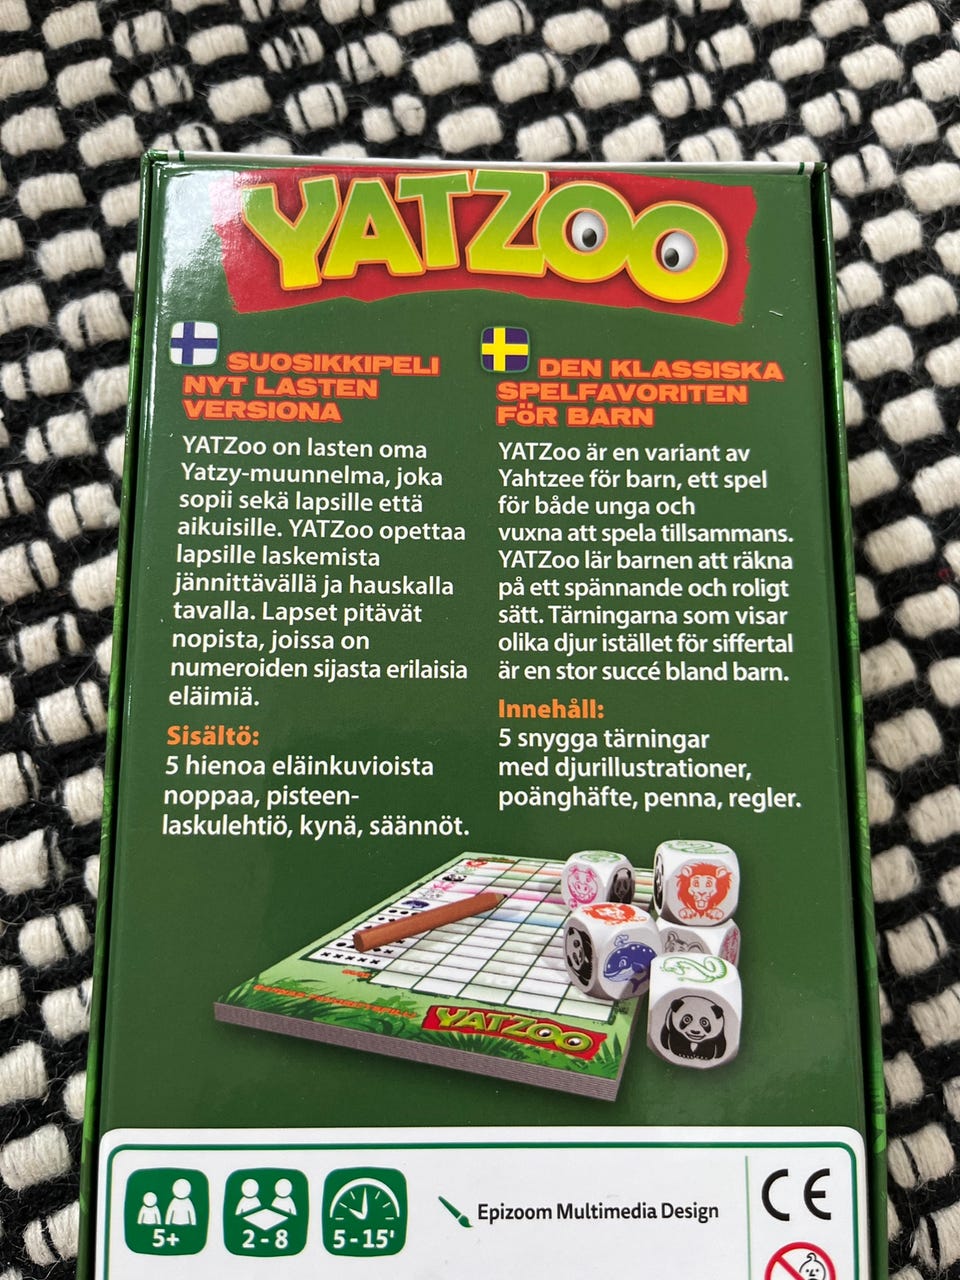 YATZOO
SUOSIKKIPELI
NYT LASTEN
VERSIONA
YATZoo on lasten oma
Yatzy-muunnelma, joka
sopii sekä lapsille että
aikuisille. YATZoo opettaa
lapsille laskemista
jännittävällä ja hauskalla
tavalla. Lapset pitävät
nopista, joissa on
numeroiden sijasta erilaisia
eläimiä.
Sisältö:
5 hienoa eläinkuvioista
noppaa, pisteen-
laskulehtiö, kynä, säännöt.
DEN KLASSISKA
SPELFAVORITEN
FÖR BARN
YATZoo är en variant av
Yahtzee för barn, ett spel
för både unga och
vuxna att spela tillsammans.
YATZoo lär barnen att räkna
på ett spännande och roligt
sätt. Tärningarna som visar
olika djur istället för siffertal
är en stor succé bland barn.
Innehåll:
5 snygga tärningar
med djurillustrationer,
poänghäfte, penna, regler.
YATZOO
5+
2 - 8
5 - 15'
Epizoom Multimedia Design
CE